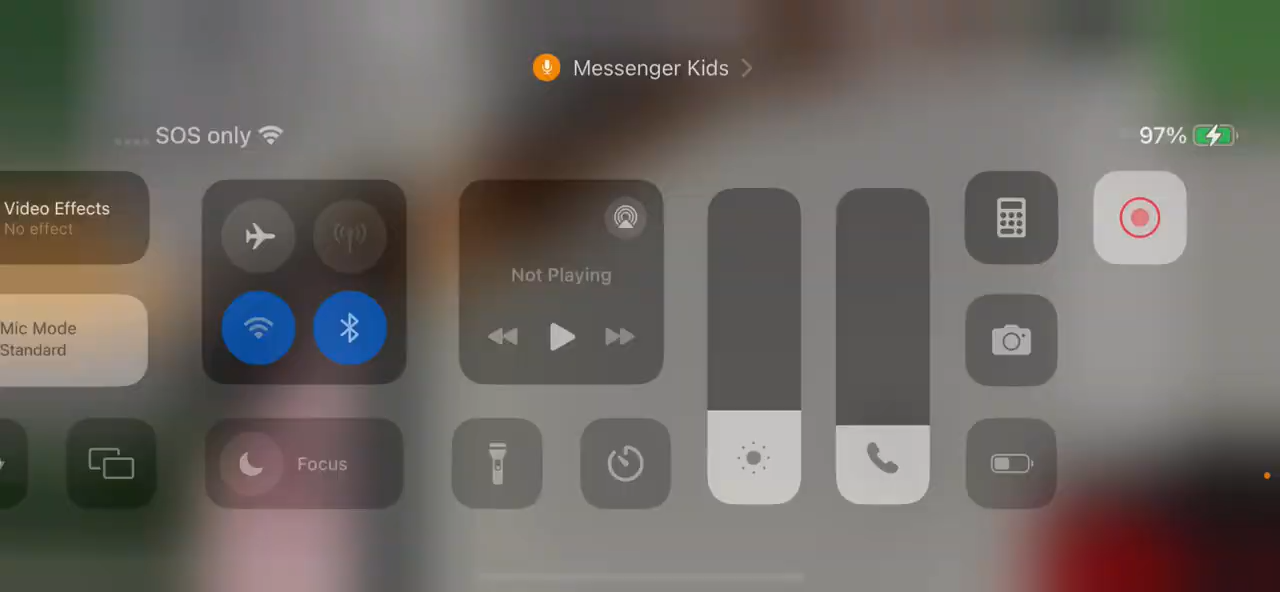 Messenger Kids
SOS only
97%
Video Effects
No effect
Not Playing
Mic Mode
Standard
Focus